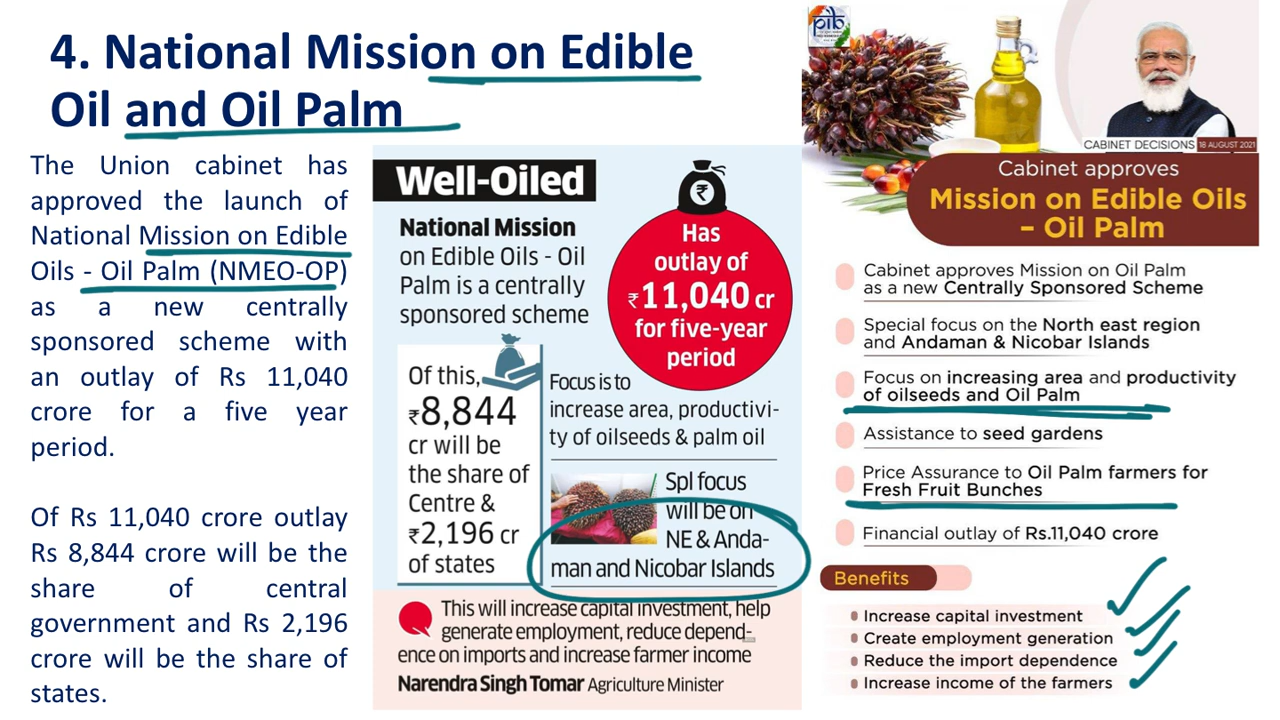 4. National Mission on Edible
Oil and Oil Palm
The Union cabinet has
approved the launch of
National Mission on Edible
Oils - Oil Palm (NMEO-OP)
as a new centrally
sponsored scheme with
an outlay of Rs 11,040
crore for a five year
period.
Of Rs 11,040 crore outlay
Rs 8,844 crore will be the
share of central
government and Rs 2,196
crore will be the share of
states.
Well-Oiled
National Mission
on Edible Oils - Oil
Palm is a centrally
sponsored scheme
₹
Has
outlay of
₹11,040 cr
for five-year
period
Of this,
₹8,844
cr will be
the share of
Centre &
₹2,196 cr
of states
Focus is to
increase area, productivi-
ty of oilseeds & palm oil
Spl focus
will be on
NE & Anda-
man and Nicobar Islands
This will increase capital investment, help
generate employment, reduce depend-
ence on imports and increase farmer income
Narendra Singh Tomar Agriculture Minister
pib
CABINET DECISIONS 18 AUGUST 2021
Cabinet approves
Mission on Edible Oils
– Oil Palm
Cabinet approves Mission on Oil Palm
as a new Centrally Sponsored Scheme
Special focus on the North east region
and Andaman & Nicobar Islands
Focus on increasing area and productivity
of oilseeds and Oil Palm
Assistance to seed gardens
Price Assurance to Oil Palm farmers for
Fresh Fruit Bunches
Financial outlay of Rs.11,040 crore
Benefits
Increase capital investment
Create employment generation
Reduce the import dependence
Increase income of the farmers